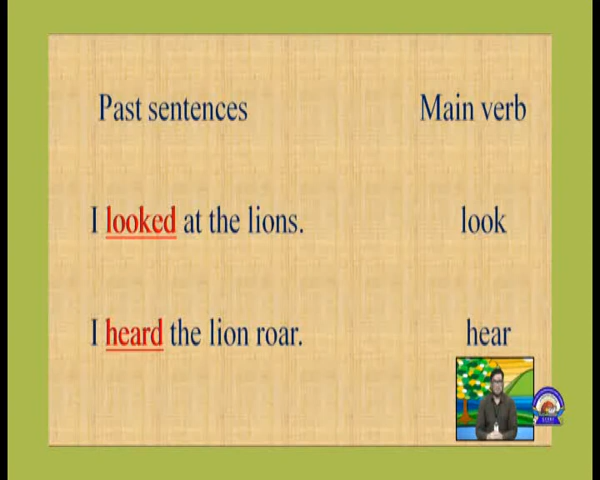 Past sentences Main verb
I looked at the lions. look
I heard the lion roar. hear